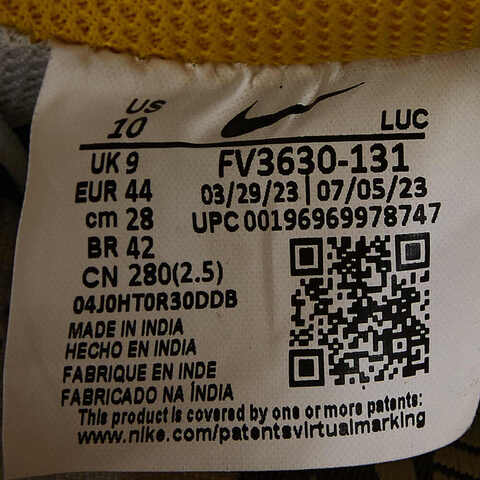 US
10
LUC
UK 9
FV3630-131
EUR 44
03/29/23 | 07/05/23
cm 28
UPC 00196969978747
BR 42
CN 280(2.5)
04J0HT0R30DDB
MADE IN INDIA
HECHO EN INDIA
FABRIQUE EN INDE
FABRICADO NA ÍNDIA
This product is covered by one or more patents:
www.nike.com/patentsvirtualmarking